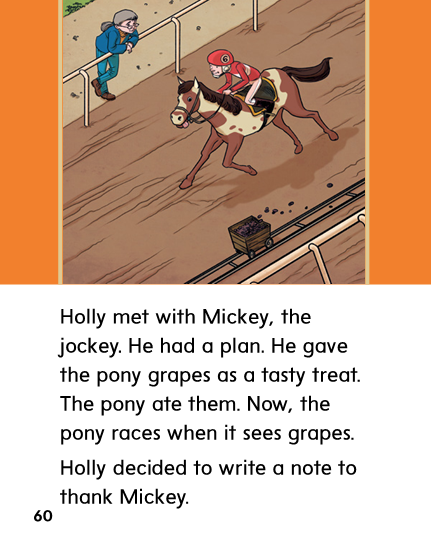 6
Holly met with Mickey, the
jockey. He had a plan. He gave
the pony grapes as a tasty treat.
The pony ate them. Now, the
pony races when it sees grapes.
Holly decided to write a note to
thank Mickey.
60